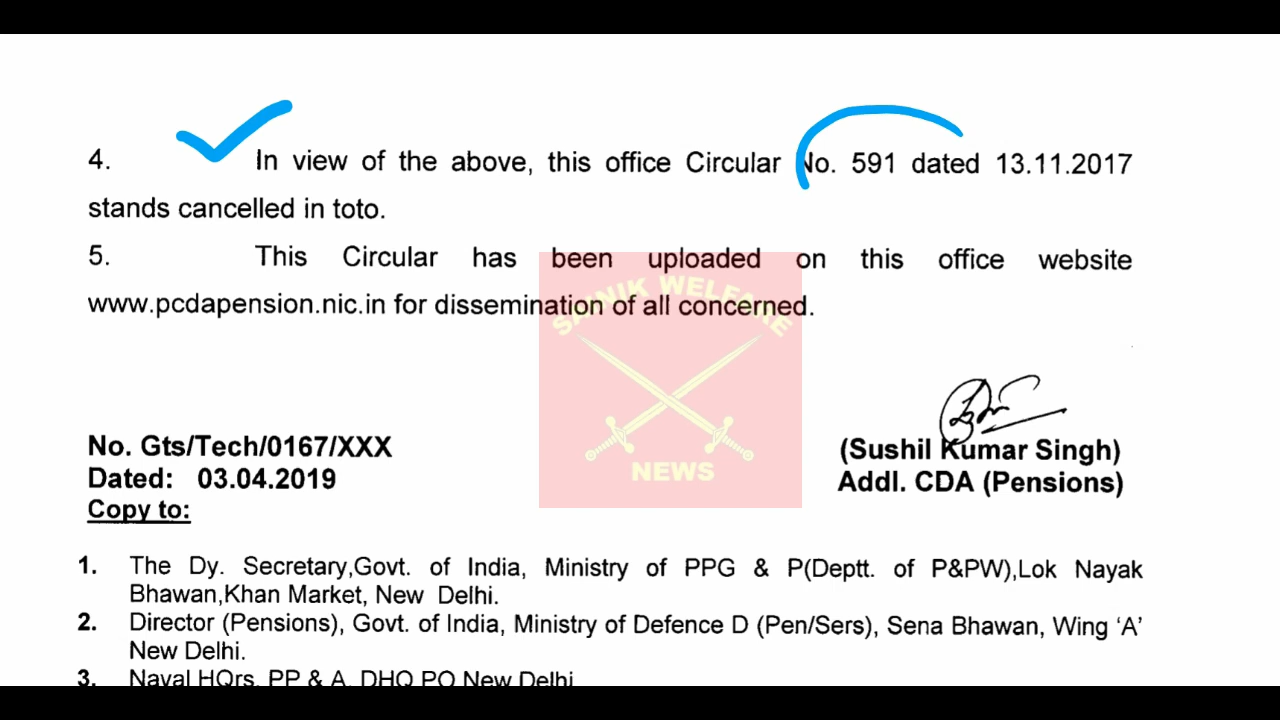 4. In view of the above, this office Circular No. 591 dated 13.11.2017
stands cancelled in toto.
5. This Circular has been uploaded on this office website
www.pcdapension.nic.in for dissemination of all concerned.
SAINIK WELFARE
NEWS
No. Gts/Tech/0167/XXX
Dated: 03.04.2019
(Sushil Kumar Singh)
Addl. CDA (Pensions)
Copy to:
1. The Dy. Secretary,Govt. of India, Ministry of PPG & P(Deptt. of P&PW),Lok Nayak
Bhawan,Khan Market, New Delhi.
2. Director (Pensions), Govt. of India, Ministry of Defence D (Pen/Sers), Sena Bhawan, Wing ‘A’
New Delhi.
3. Naval HQrs, PP & A, DHQ PO New Delhi